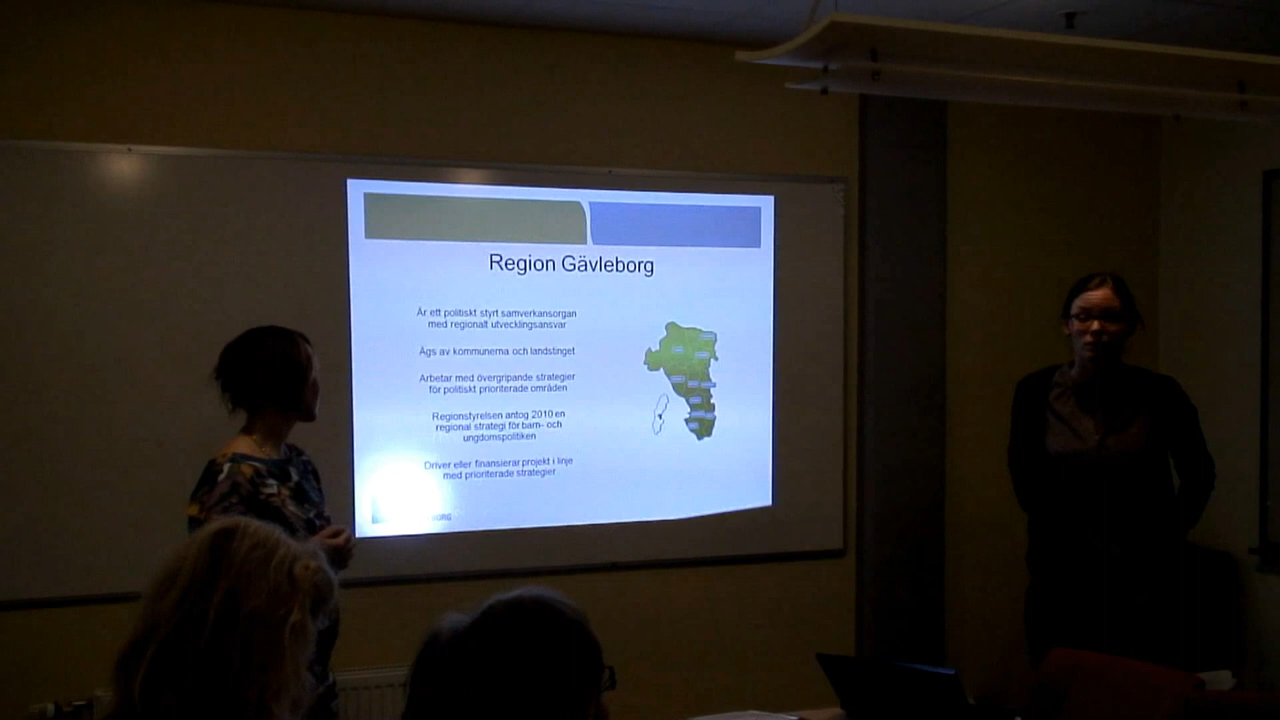 Region Gävleborg
Är ett politiskt styrt samverkansorgan
med regionalt utvecklingsansvar
Ägs av kommunerna och landstinget
Arbetar med övergripande strategier
för politiskt prioriterade områden
Regionstyrelsen antog 2010 en
regional strategi för barn- och
ungdomspolitiken
Driver eller finansierar projekt i linje
med prioriterade strategier